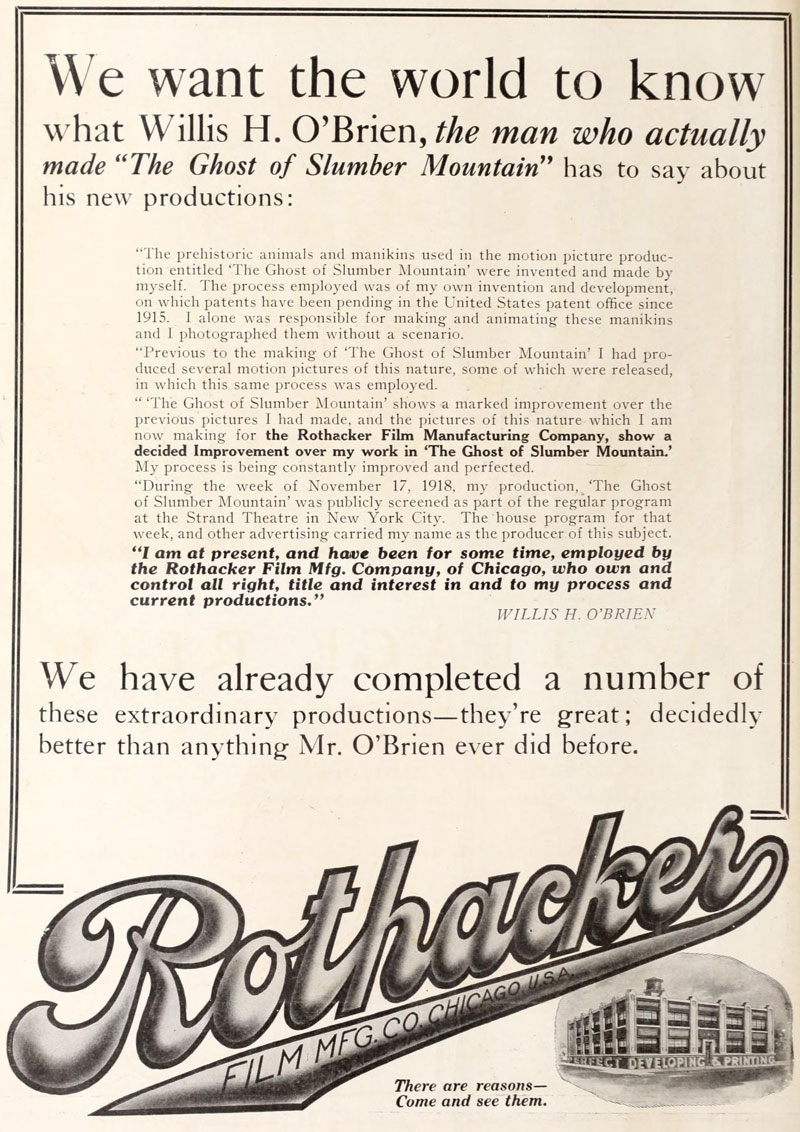 We want the world to know
what Willis H. O'Brien, the man who actually
made “The Ghost of Slumber Mountain” has to say about
his new productions:
“The prehistoric animals and manikins used in the motion picture produc-
tion entitled ‘The Ghost of Slumber Mountain’ were invented and made by
myself. The process employed was of my own invention and development,
on which patents have been pending in the United States patent office since
1915. I alone was responsible for making and animating these manikins
and I photographed them without a scenario.
“Previous to the making of ‘The Ghost of Slumber Mountain’ I had pro-
duced several motion pictures of this nature, some of which were released,
in which this same process was employed.
“ ‘The Ghost of Slumber Mountain’ shows a marked improvement over the
previous pictures I had made, and the pictures of this nature which I am
now making for the Rothacker Film Manufacturing Company, show a
decided Improvement over my work in ‘The Ghost of Slumber Mountain.’
My process is being constantly improved and perfected.
“During the week of November 17, 1918, my production, ‘The Ghost
of Slumber Mountain’ was publicly screened as part of the regular program
at the Strand Theatre in New York City. The house program for that
week, and other advertising carried my name as the producer of this subject.
“I am at present, and have been for some time, employed by
the Rothacker Film Mfg. Company, of Chicago, who own and
control all right, title and interest in and to my process and
current productions.”
WILLIS H. O'BRIEN
We have already completed a number of
these extraordinary productions—they're great; decidedly
better than anything Mr. O'Brien ever did before.
Rothacker
FILM MFG. CO. CHICAGO, U.S.A.
PERFECT DEVELOPING & PRINTING
There are reasons—
Come and see them.